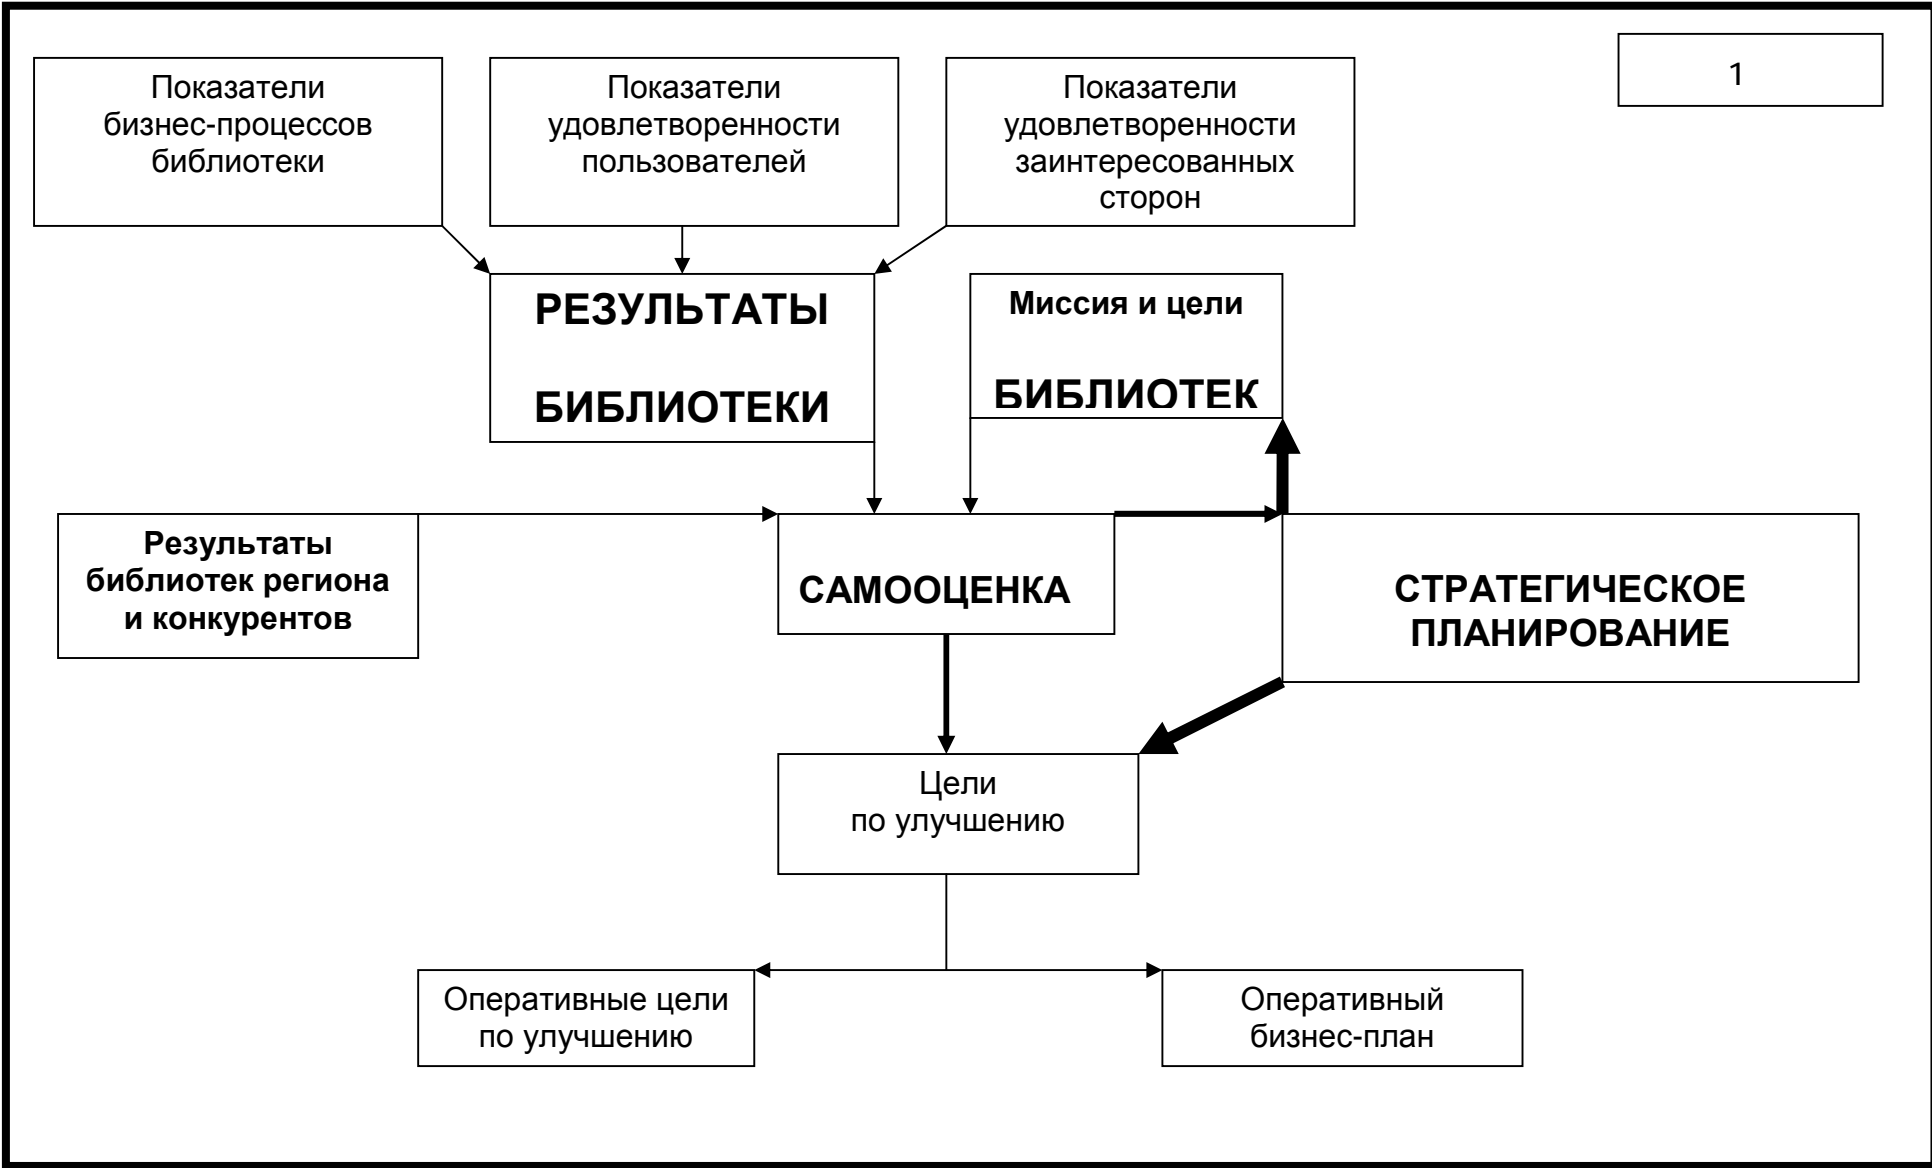 1
Показатели
бизнес-процессов
библиотеки
Показатели
удовлетворенности
пользователей
Показатели
удовлетворенности
заинтересованных
сторон
РЕЗУЛЬТАТЫ
БИБЛИОТЕКИ
Миссия и цели
БИБЛИОТЕК
Результаты
библиотек региона
и конкурентов
САМООЦЕНКА
СТРАТЕГИЧЕСКОЕ
ПЛАНИРОВАНИЕ
Цели
по улучшению
Оперативные цели
по улучшению
Оперативный
бизнес-план